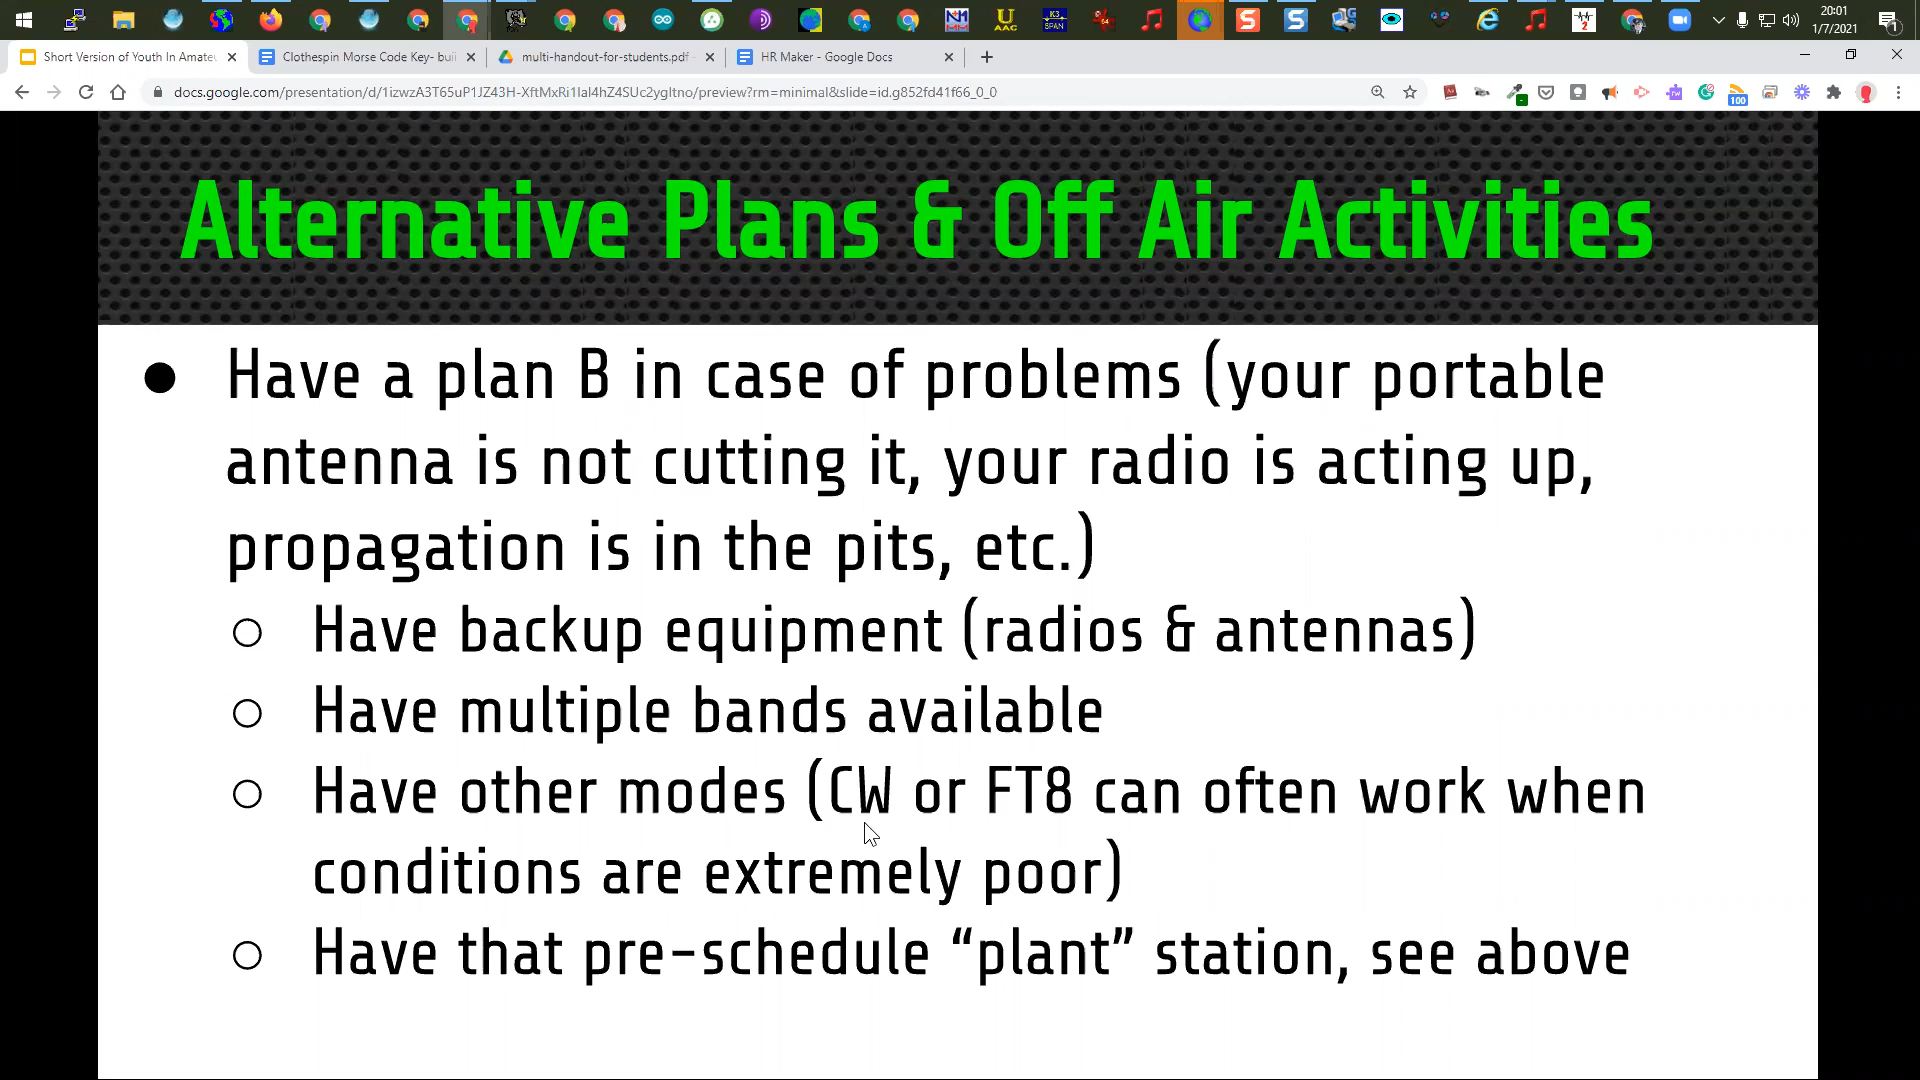 20:01
1/7/2021
Short Version of Youth In Amate
Clothespin Morse Code Key- bui
multi-handout-for-students.pdf -
HR Maker - Google Docs
docs.google.com/presentation/d/1izwzA3T65uP1JZ43H-XftMxRi1lal4hZ4SUc2ygltno/preview?rm=minimal&slide=id.g852fd41f66_0_0
100
Alternative Plans & Off Air Activities
● Have a plan B in case of problems (your portable
antenna is not cutting it, your radio is acting up,
propagation is in the pits, etc.)
○ Have backup equipment (radios & antennas)
○ Have multiple bands available
○ Have other modes (CW or FT8 can often work when
conditions are extremely poor)
○ Have that pre-schedule “plant” station, see above